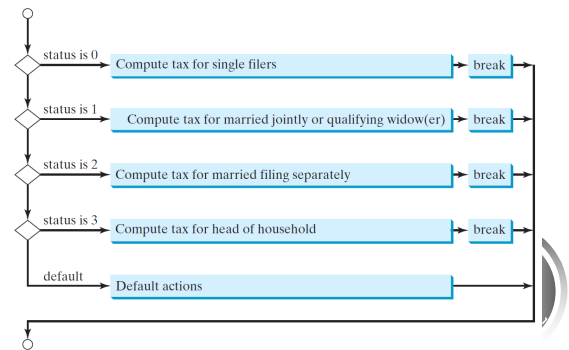 status is 0
Compute tax for single filers
break
status is 1
Compute tax for married jointly or qualifying widow(er)
break
status is 2
Compute tax for married filing separately
break
status is 3
Compute tax for head of household
break
default
Default actions